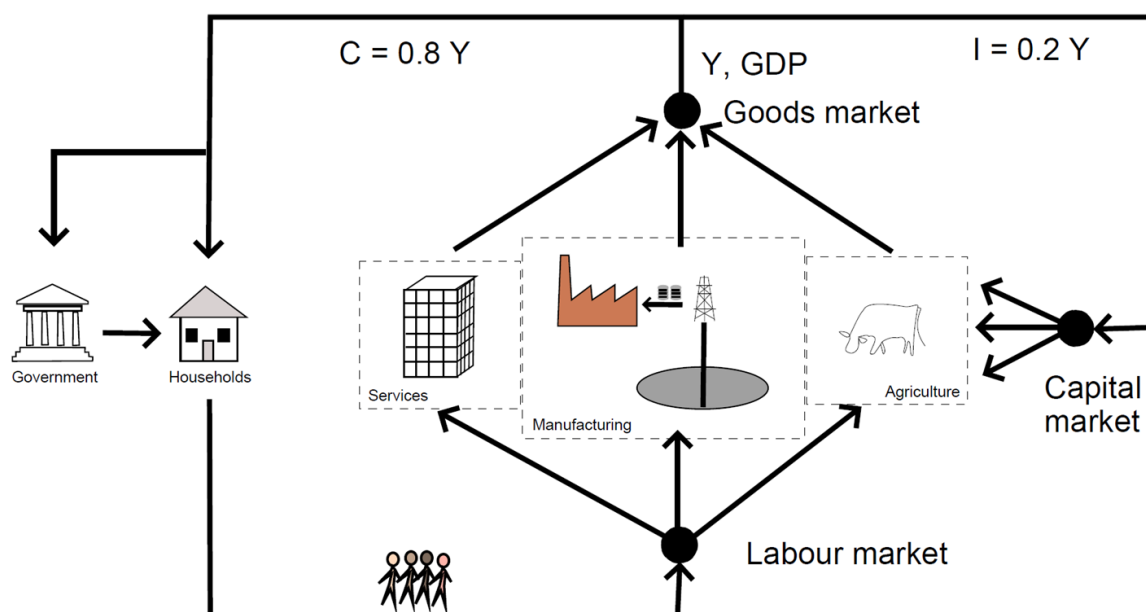 C = 0.8 Y
I = 0.2 Y
Y, GDP
Goods market
Government
Households
Services
Manufacturing
Agriculture
Capital
market
Labour market